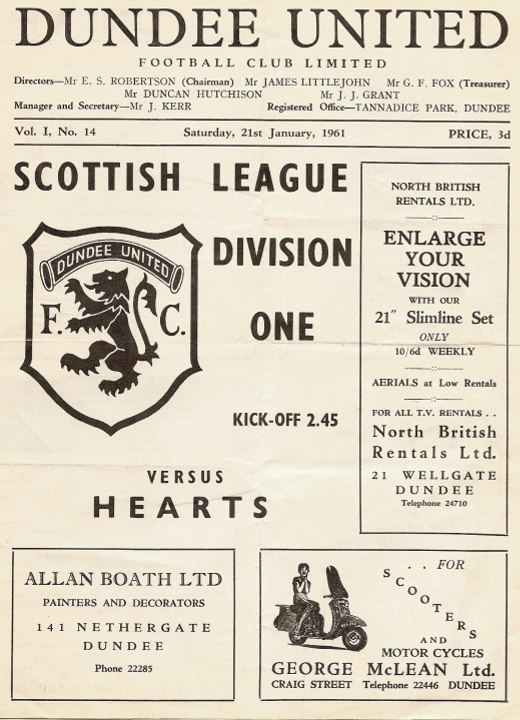 DUNDEE UNITED
FOOTBALL CLUB LIMITED
Directors—Mr E. S. ROBERTSON (Chairman) Mr JAMES LITTLEJOHN Mr G. F. FOX (Treasurer)
Mr DUNCAN HUTCHISON Mr J. J. GRANT
Manager and Secretary—Mr J. KERR Registered Office—TANNADICE PARK, DUNDEE
Vol. I, No. 14 Saturday, 21st January, 1961 PRICE, 3d
SCOTTISH LEAGUE
DIVISION
ONE
DUNDEE UNITED
F. C.
KICK-OFF 2.45
VERSUS
HEARTS
NORTH BRITISH
RENTALS LTD.
ENLARGE
YOUR
VISION
WITH OUR
21" Slimline Set
ONLY
10/6d WEEKLY
AERIALS at Low Rentals
FOR ALL T.V. RENTALS . .
North British
Rentals Ltd.
21 WELLGATE
DUNDEE
Telephone 24710
ALLAN BOATH LTD
PAINTERS AND DECORATORS
141 NETHERGATE
DUNDEE
Phone 22285
. . FOR
SCOOTERS
AND
MOTOR CYCLES
GEORGE McLEAN Ltd.
CRAIG STREET Telephone 22446 DUNDEE